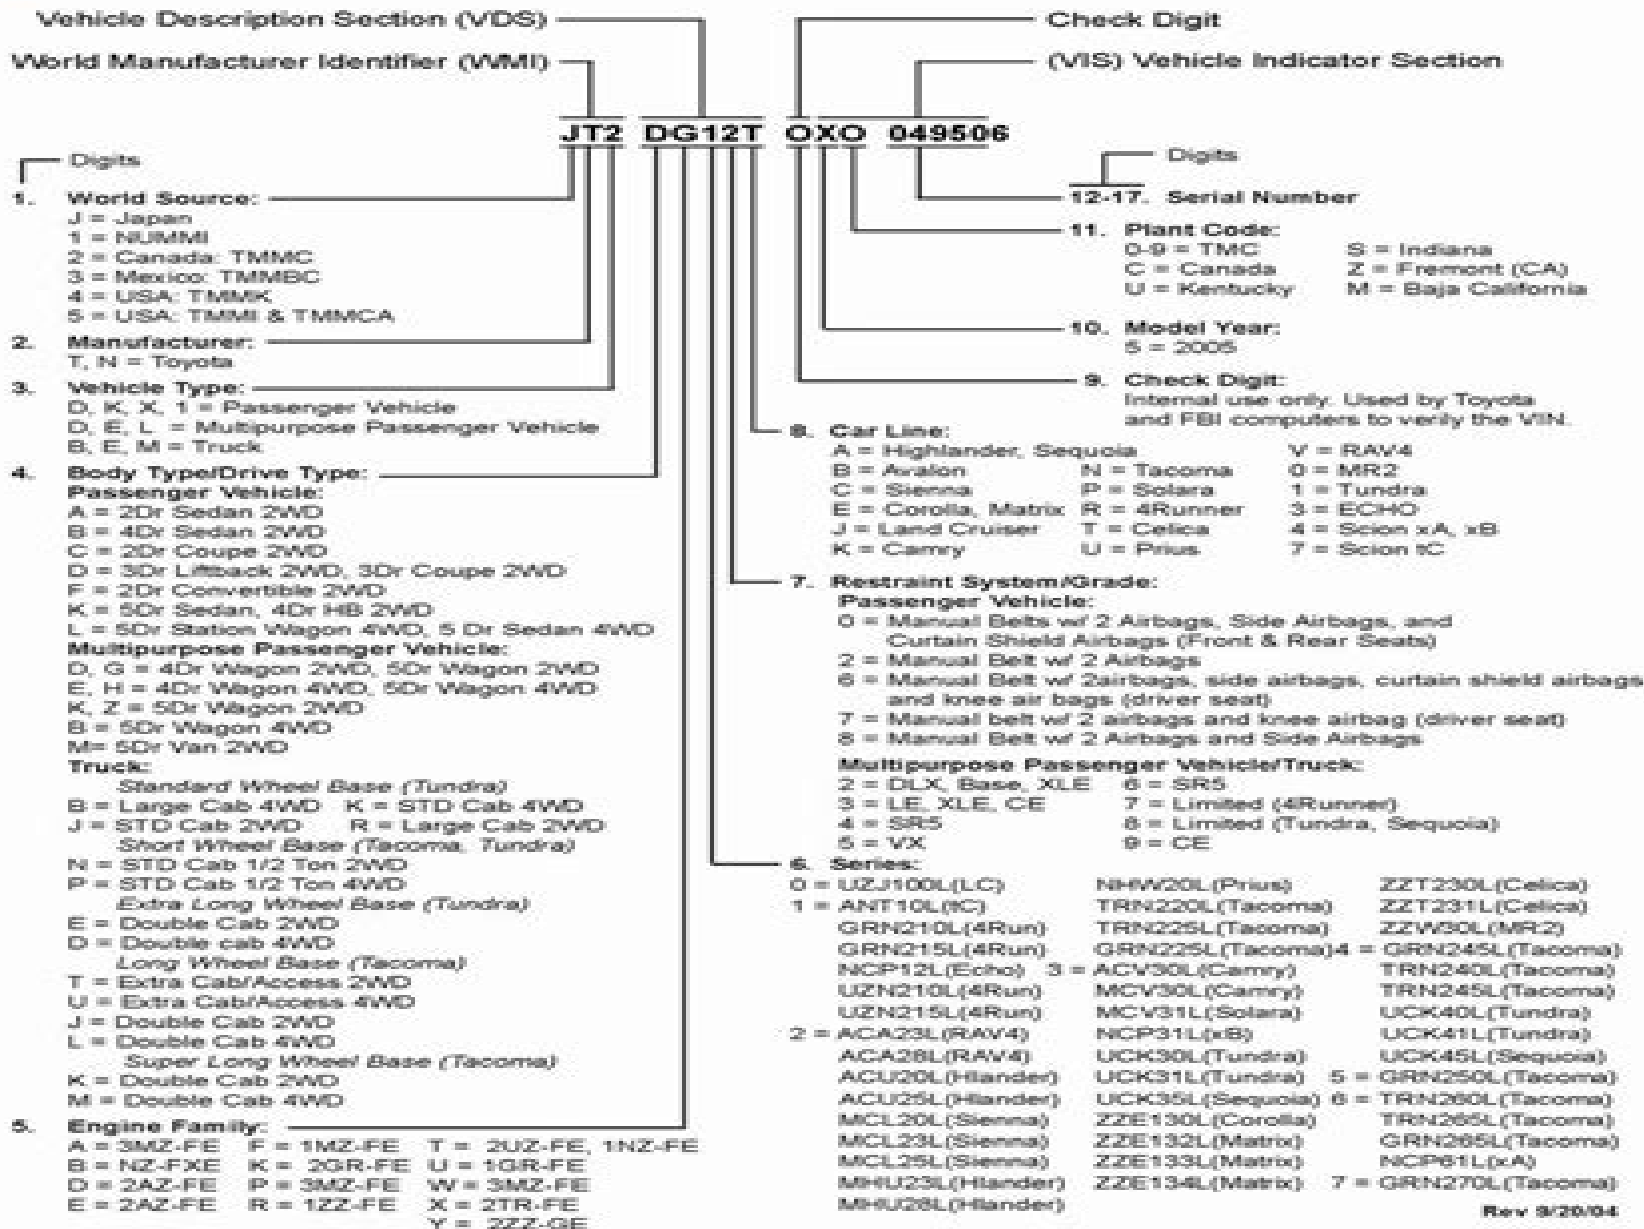 Vehicle Description Section (VDS)
World Manufacturer Identifier (WMI)
Check Digit
(VIS) Vehicle Indicator Section
JT2 DG12T OXO 049506
Digits
1. World Source:
J = Japan
1 = NUMMI
2 = Canada: TMMC
3 = Mexico: TMMBC
4 = USA: TMMK
5 = USA: TMMI & TMMCA
2. Manufacturer:
T, N = Toyota
3. Vehicle Type:
D, K, X, 1 = Passenger Vehicle
D, E, L = Multipurpose Passenger Vehicle
B, E, M = Truck
4. Body Type/Drive Type:
Passenger Vehicle:
A = 2Dr Sedan 2WD
B = 4Dr Sedan 2WD
C = 2Dr Coupe 2WD
D = 3Dr Liftback 2WD, 3Dr Coupe 2WD
F = 2Dr Convertible 2WD
K = 5Dr Sedan, 4Dr HB 2WD
L = 5Dr Station Wagon 4WD, 5 Dr Sedan 4WD
Multipurpose Passenger Vehicle:
D, G = 4Dr Wagon 2WD, 5Dr Wagon 2WD
E, H = 4Dr Wagon 4WD, 5Dr Wagon 4WD
K, Z = 5Dr Wagon 2WD
B = 5Dr Wagon 4WD
M= 5Dr Van 2WD
Truck:
Standard Wheel Base (Tundra)
B = Large Cab 4WD K = STD Cab 4WD
J = STD Cab 2WD R = Large Cab 2WD
Short Wheel Base (Tacoma, Tundra)
N = STD Cab 1/2 Ton 2WD
P = STD Cab 1/2 Ton 4WD
Extra Long Wheel Base (Tundra)
E = Double Cab 2WD
D = Double cab 4WD
Long Wheel Base (Tacoma)
T = Extra Cab/Access 2WD
U = Extra Cab/Access 4WD
J = Double Cab 2WD
L = Double Cab 4WD
Super Long Wheel Base (Tacoma)
K = Double Cab 2WD
M = Double Cab 4WD
5. Engine Family:
A = 3MZ-FE F = 1MZ-FE T = 2UZ-FE, 1NZ-FE
B = NZ-FXE K = 2GR-FE U = 1GR-FE
D = 2AZ-FE P = 3MZ-FE W = 3MZ-FE
E = 2AZ-FE R = 1ZZ-FE X = 2TR-FE
Y = 2ZZ-GE
Digits
12-17. Serial Number
11. Plant Code:
0-9 = TMC S = Indiana
C = Canada Z = Fremont (CA)
U = Kentucky M = Baja California
10. Model Year:
5 = 2005
9. Check Digit:
Internal use only. Used by Toyota
and FBI computers to verify the VIN.
8. Car Line:
A = Highlander, Sequoia V = RAV4
B = Avalon N = Tacoma 0 = MR2
C = Sienna P = Solara 1 = Tundra
E = Corolla, Matrix R = 4Runner 3 = ECHO
J = Land Cruiser T = Celica 4 = Scion xA, xB
K = Camry U = Prius 7 = Scion tC
7. Restraint System/Grade:
Passenger Vehicle:
0 = Manual Belts w/ 2 Airbags, Side Airbags, and
Curtain Shield Airbags (Front & Rear Seats)
2 = Manual Belt w/ 2 Airbags
6 = Manual Belt w/ 2airbags, side airbags, curtain shield airbags
and knee air bags (driver seat)
7 = Manual belt w/ 2 airbags and knee airbag (driver seat)
8 = Manual Belt w/ 2 Airbags and Side Airbags
Multipurpose Passenger Vehicle/Truck:
2 = DLX, Base, XLE 6 = SR5
3 = LE, XLE, CE 7 = Limited (4Runner)
4 = SR5 8 = Limited (Tundra, Sequoia)
5 = VX 9 = CE
6. Series:
0 = UZJ100L(LC) NHW20L(Prius) ZZT230L(Celica)
1 = ANT10L(tC) TRN220L(Tacoma) ZZT231L(Celica)
GRN210L(4Run) TRN225L(Tacoma) ZZW30L(MR2)
GRN215L(4Run) GRN225L(Tacoma) 4 = GRN245L(Tacoma)
NCP12L(Echo) 3 = ACV30L(Camry) TRN240L(Tacoma)
UZN210L(4Run) MCV30L(Camry) TRN245L(Tacoma)
UZN215L(4Run) MCV31L(Solara) UCK40L(Tundra)
2 = ACA23L(RAV4) NCP31L(xB) UCK41L(Tundra)
ACA28L(RAV4) UCK30L(Tundra) UCK45L(Sequoia)
ACU20L(Hlander) UCK31L(Tundra) 5 = GRN250L(Tacoma)
ACU25L(Hlander) UCK35L(Sequoia) 6 = TRN260L(Tacoma)
MCL20L(Sienna) ZZE130L(Corolla) TRN265L(Tacoma)
MCL23L(Sienna) ZZE132L(Matrix) GRN265L(Tacoma)
MCL25L(Sienna) ZZE133L(Matrix) NCP61L(xA)
MHU23L(Hlander) ZZE134L(Matrix) 7 = GRN270L(Tacoma)
MHU28L(Hlander)
Rev 9/20/04